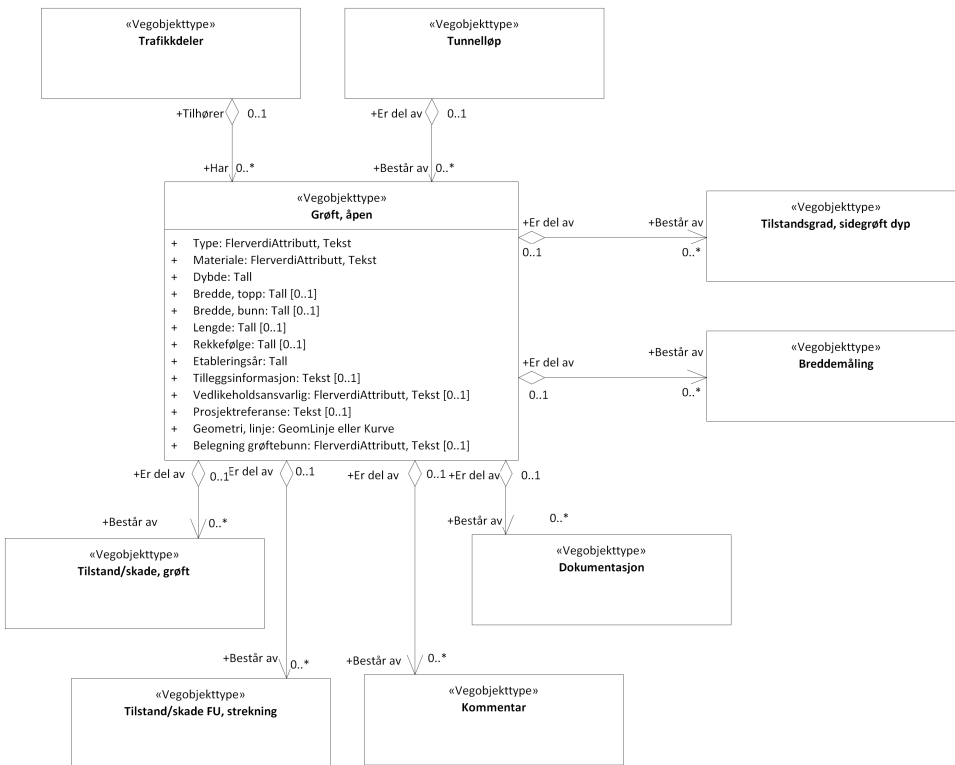 «Vegobjekttype»
Trafikkdeler
«Vegobjekttype»
Tunnelløp
+Tilhører 0..1
+Er del av 0..1
+Har 0..*
+Består av 0..*
«Vegobjekttype»
Grøft, åpen
+ Type: FlerverdiAttributt, Tekst
+ Materiale: FlerverdiAttributt, Tekst
+ Dybde: Tall
+ Bredde, topp: Tall [0..1]
+ Bredde, bunn: Tall [0..1]
+ Lengde: Tall [0..1]
+ Rekkefølge: Tall [0..1]
+ Etableringsår: Tall
+ Tilleggsinformasjon: Tekst [0..1]
+ Vedlikeholdsansvarlig: FlerverdiAttributt, Tekst [0..1]
+ Prosjektreferanse: Tekst [0..1]
+ Geometri, linje: GeomLinje eller Kurve
+ Belegning grøftebunn: FlerverdiAttributt, Tekst [0..1]
+Er del av +Består av
0..1 0..*
«Vegobjekttype»
Tilstandsgrad, sidegrøft dyp
+Er del av +Består av
0..1 0..*
«Vegobjekttype»
Breddemåling
+Er del av 0..1
Er del av 0..1
+Er del av 0..1
+Er del av 0..1
+Består av 0..*
+Består av 0..*
«Vegobjekttype»
Tilstand/skade, grøft
«Vegobjekttype»
Dokumentasjon
+Består av 0..*
+Består av 0..*
«Vegobjekttype»
Tilstand/skade FU, strekning
«Vegobjekttype»
Kommentar